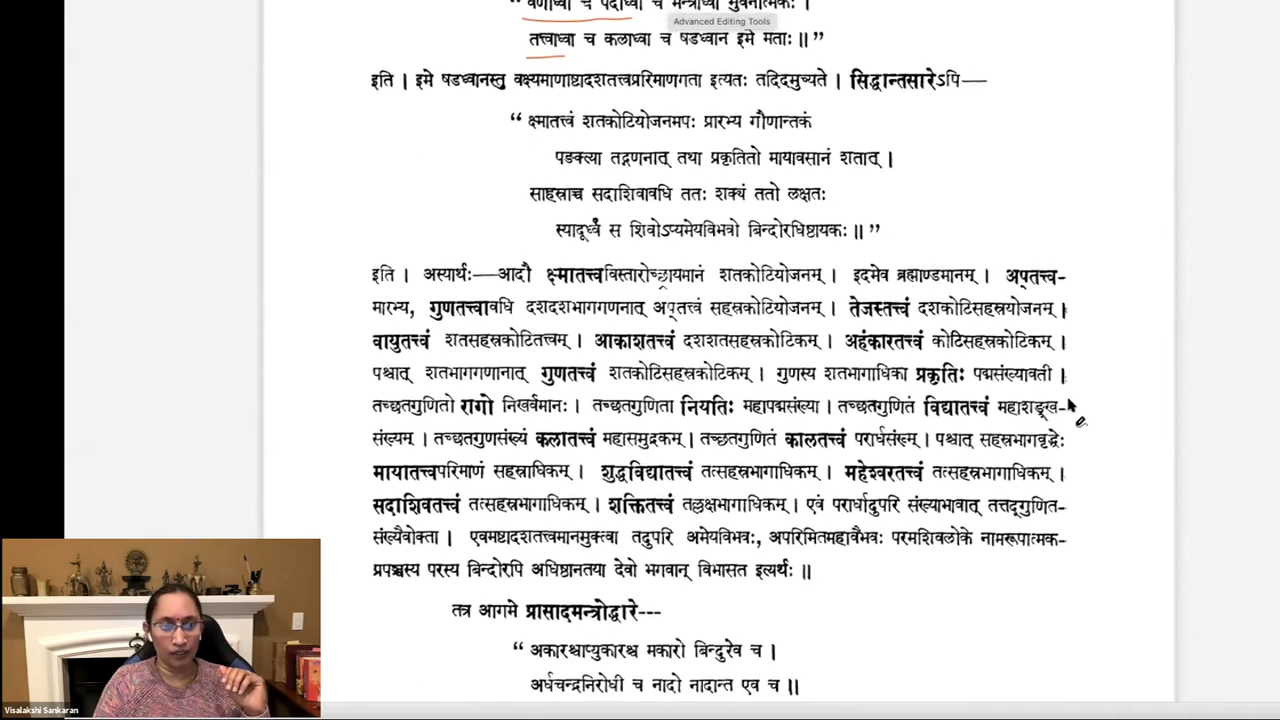 “ वर्णाध्वा च पदाध्वा च मन्त्राध्वा भुवनात्मकः ।
Advanced Editing Tools
तत्त्वाध्वा च कलाध्वा च षडध्वान इमे मताः ॥ ”
इति । इमे षडध्वानस्तु वक्ष्यमाणाष्टादशतत्त्वप्ररिमाणगता इत्यतः तदिदमुच्यते । सिद्धान्तसारेऽपि—
“ क्ष्मातत्त्वं शतकोटियोजनमपः प्रारभ्य गौणान्तकं
पङक्त्या तद्गणनात् तथा प्रकृतितो मायावसानं शतात् ।
साहस्राच्च सदाशिवावधि ततः शक्यं ततो लक्षतः
स्यादूर्ध्वं स शिवोऽप्यमेयविभवो बिन्दोरधिष्टायकः ॥ ”
इति । अस्यार्थः—आदौ क्ष्मातत्त्वविस्तारोच्छ्रायमानं शतकोटियोजनम् । इदमेव ब्रह्माण्डमानम् । अप्तत्त्व-
मारभ्य, गुणतत्त्वावधि दशदशभागगणनात् अप्तत्त्वं सहस्रकोटियोजनम् । तेजस्तत्त्वं दशकोटिसहस्रयोजनम् ।
वायुतत्त्वं शतसहस्रकोटितत्त्वम् । आकाशतत्त्वं दशशतसहस्रकोटिकम् । अहंकारतत्त्वं कोटिसहस्रकोटिकम् ।
पश्चात् शतभागगणानात् गुणतत्त्वं शतकोटिसहस्रकोटिकम् । गुणस्य शतभागाधिका प्रकृतिः पद्मसंख्यावती ।
तच्छतगुणितो रागो निखर्वमानः । तच्छतगुणिता नियतिः महापद्मसंख्या । तच्छतगुणितं विद्यातत्त्वं महाशङ्ख-
संख्यम् । तच्छतगुणसंख्यं कलातत्त्वं महासमुद्रकम् । तच्छतगुणितं कालतत्त्वं परार्धसंख्म् । पश्चात् सहस्रभागवृद्धेः
मायातत्त्वपरिमाणं सहस्राधिकम् । शुद्धविद्यातत्त्वं तत्सहस्रभागाधिकम् । महेश्वरतत्त्वं तत्सहस्रभागाधिकम् ।
सदाशिवतत्त्वं तत्सहस्रभागाधिकम् । शक्तितत्त्वं तल्लक्षभागाधिकम् । एवं परार्धादुपरि संख्याभावात् तत्तद्गुणित-
संख्यैवोक्ता । एवमष्टादशतत्त्वमानमुक्त्वा तदुपरि अमेयविभवः, अपरिमितमहावैभवः परमशिवलोके नामरूपात्मक-
प्रपञ्चस्य परस्य बिन्दोरपि अधिष्ठानतया देवो भगवान् विभासत इत्यर्थः ॥
तत्र आगमे प्रासादमन्त्रोद्धारे---
“ अकारश्चाप्युकारश्च मकारो बिन्दुरेव च ।
अर्धचन्द्रनिरोधी च नादो नादान्त एव च ॥
Visalakshi Sankaran